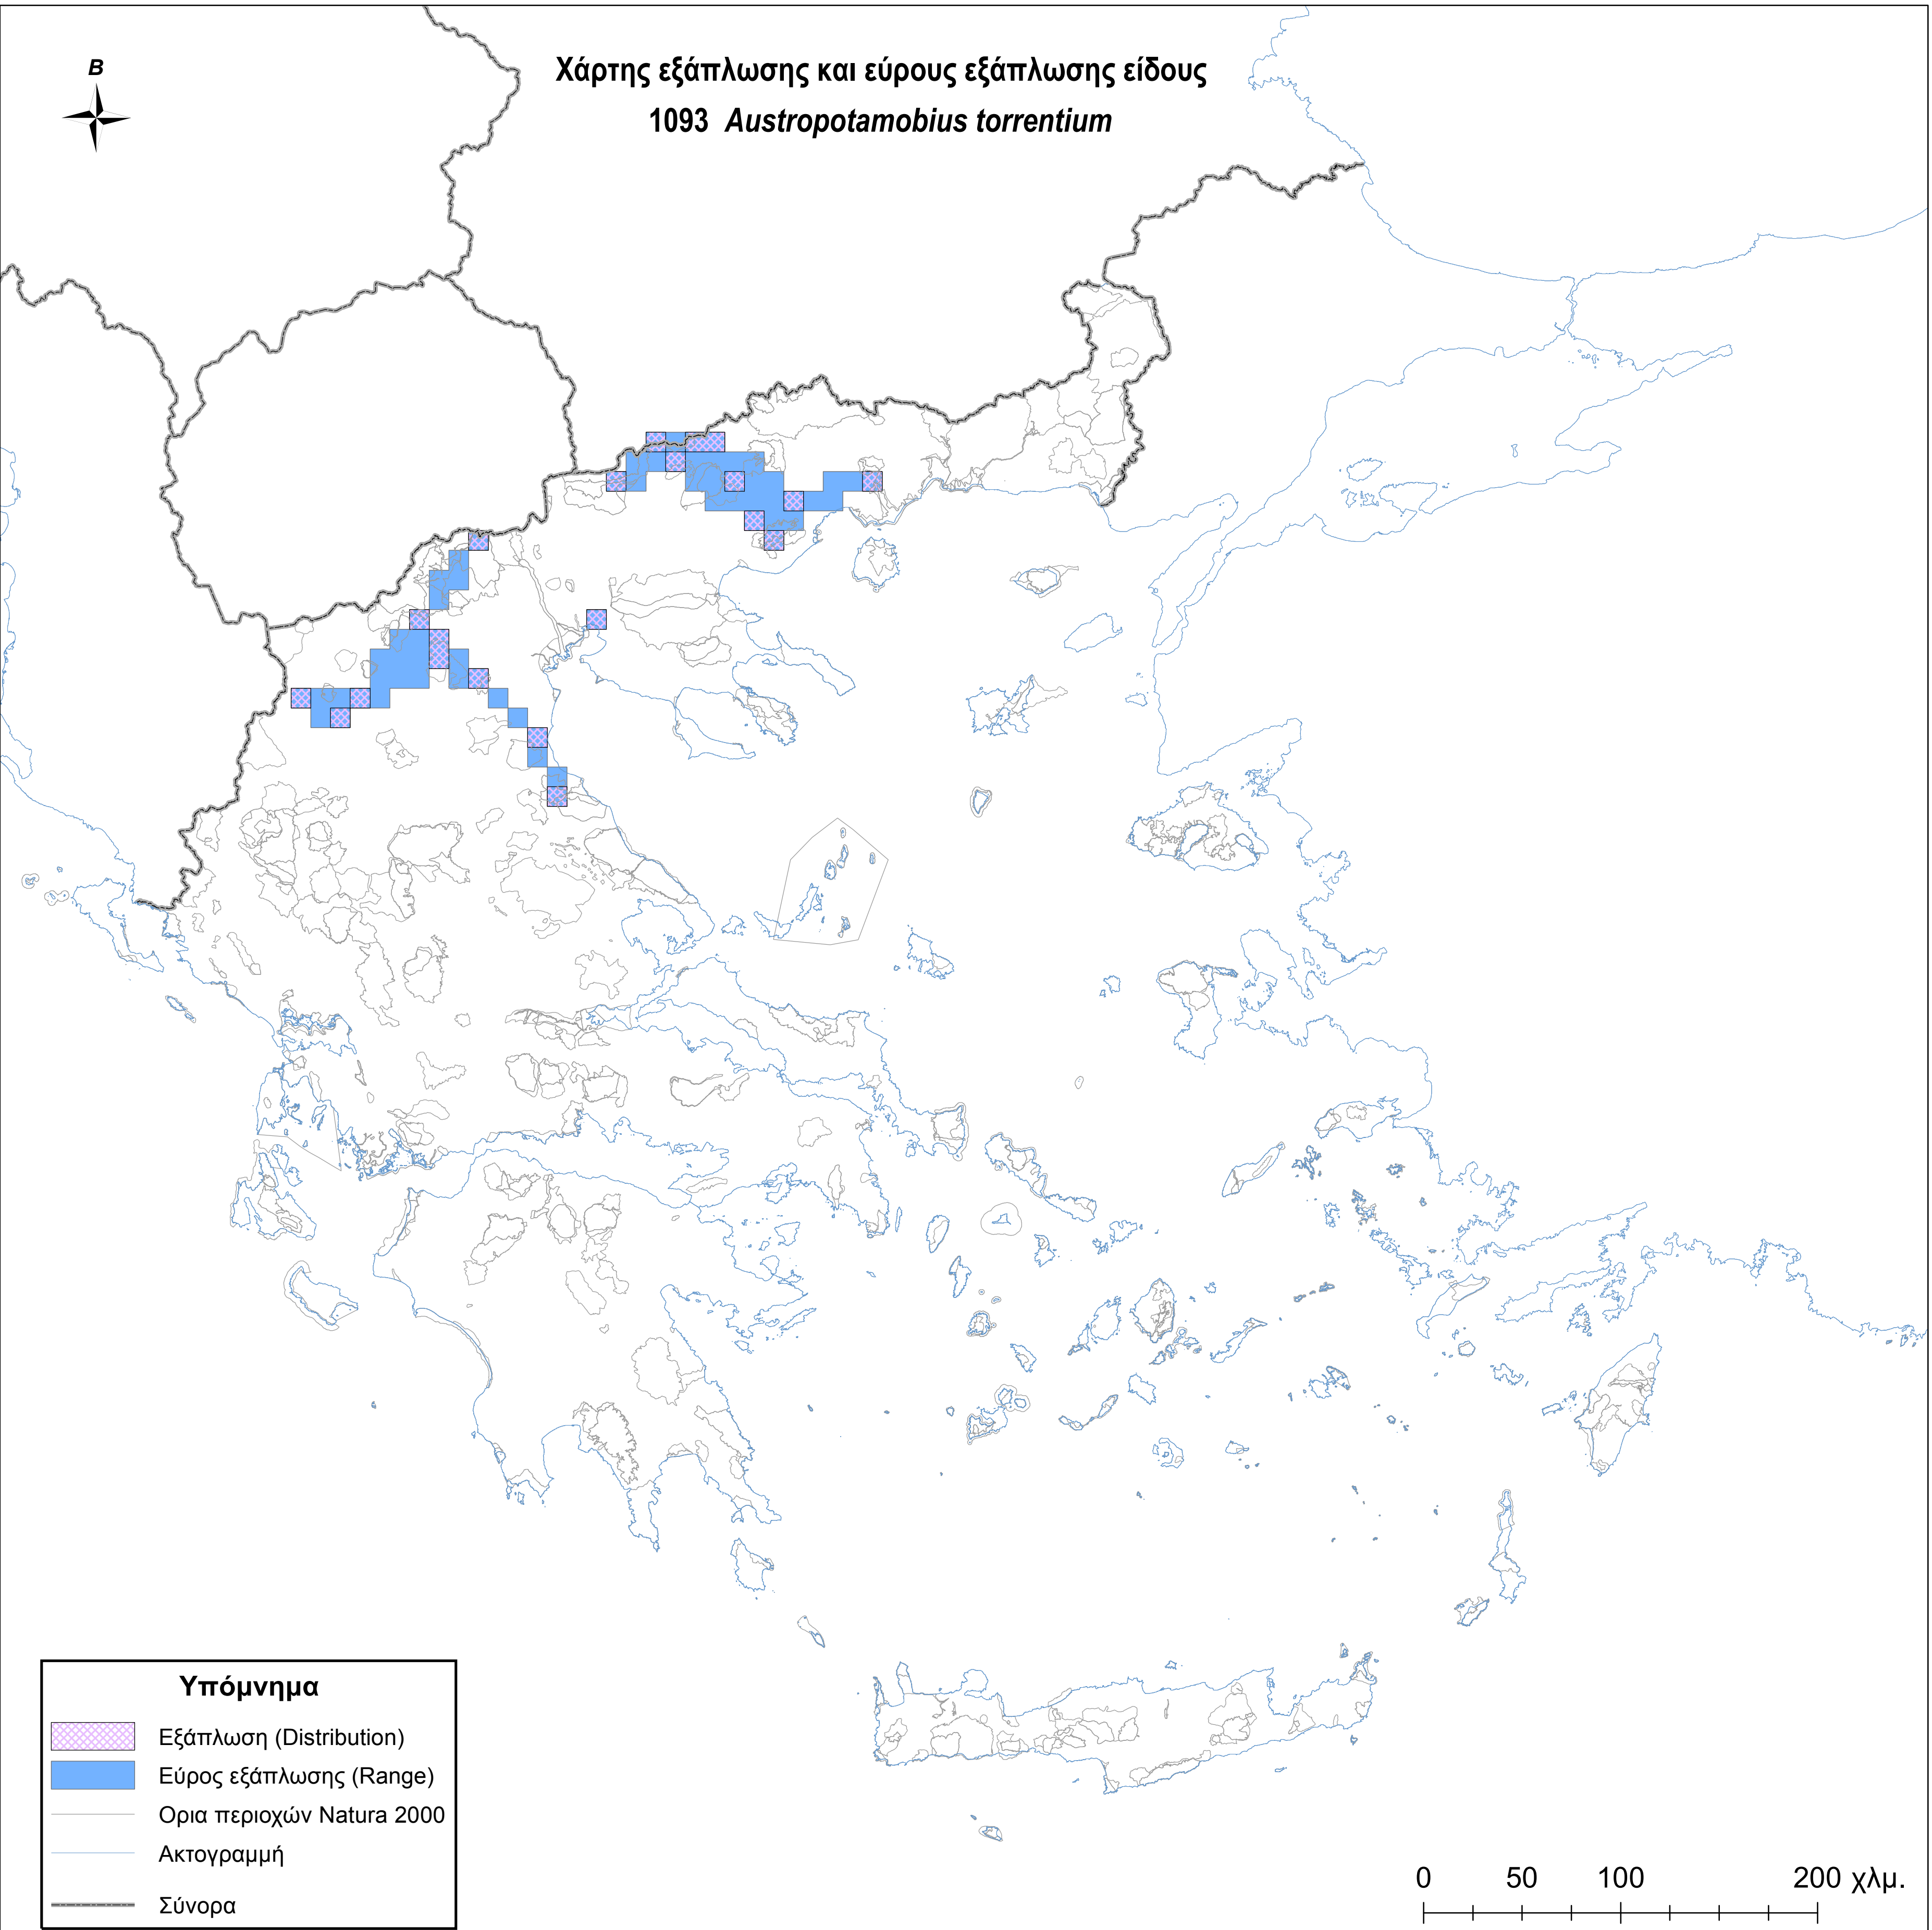 Χάρτης εξάπλωσης και εύρους εξάπλωσης είδους
1093 Austropotamobius torrentium
Β
Υπόμνημα
Εξάπλωση (Distribution)
Εύρος εξάπλωσης (Range)
Ορια περιοχών Natura 2000
Ακτογραμμή
Σύνορα
0 50 100 200 χλμ.